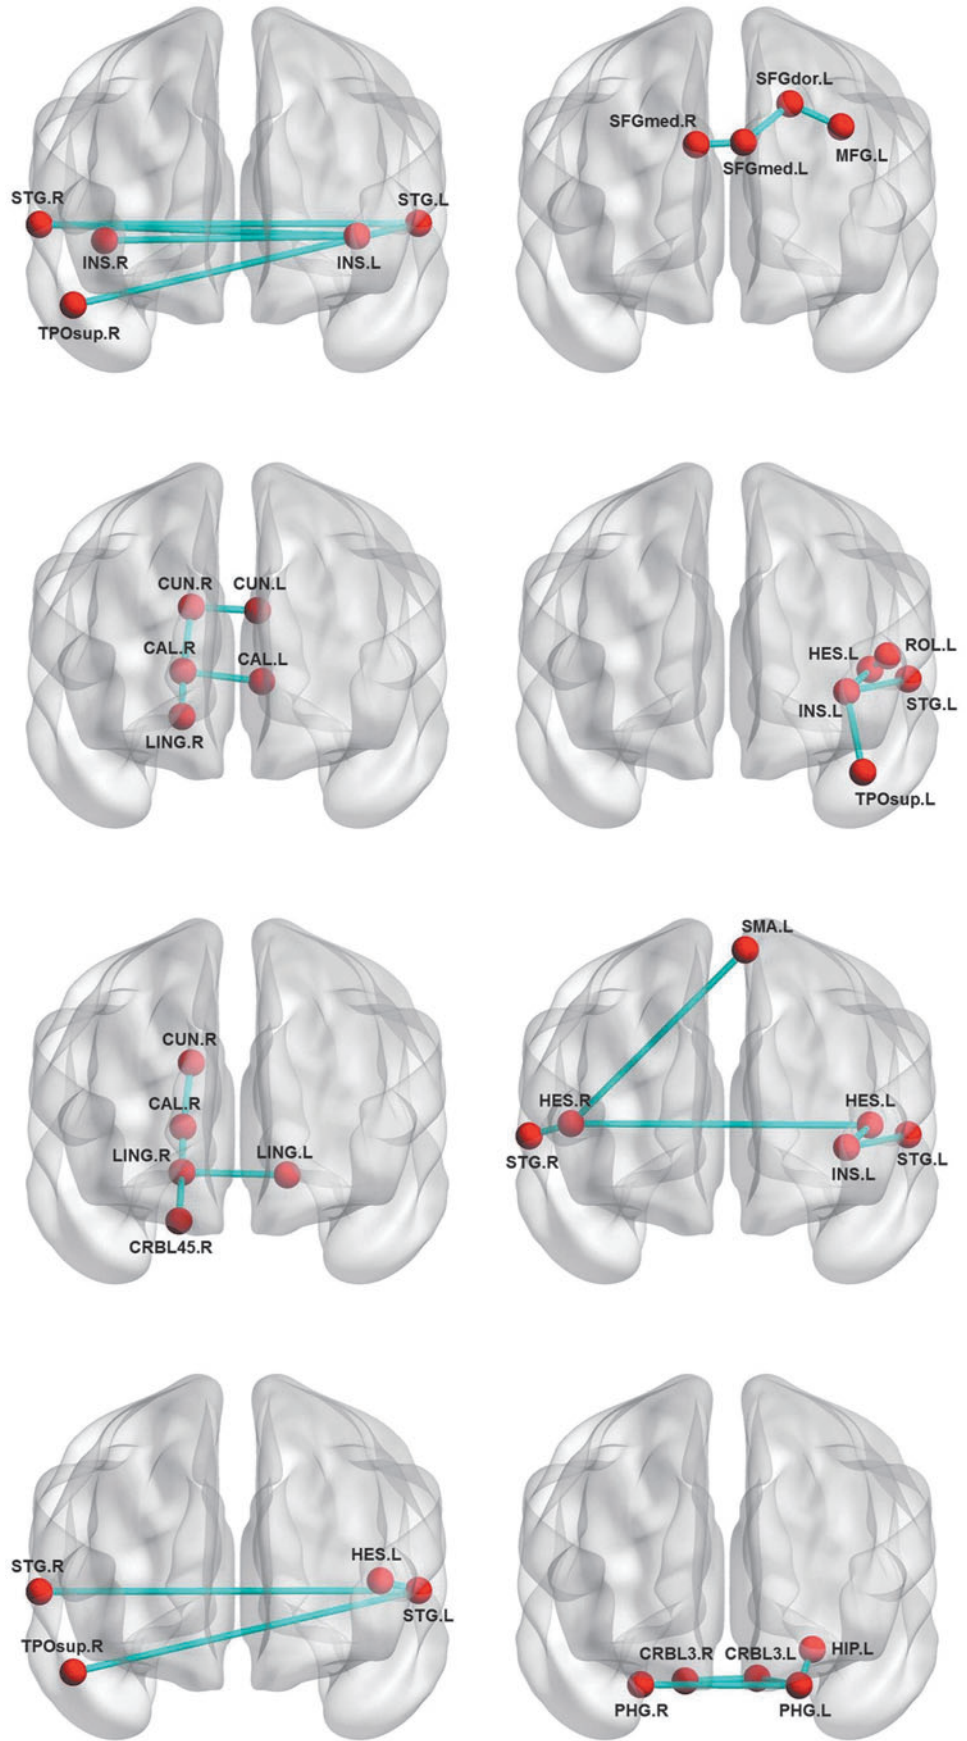 STG.R
STG.L
INS.R
INS.L
TPOsup.R
SFGdor.L
SFGmed.R
SFGmed.L
MFG.L
CUN.R
CUN.L
CAL.R
CAL.L
LING.R
HES.L
ROL.L
INS.L
STG.L
TPOsup.L
CUN.R
CAL.R
LING.R
LING.L
CRBL45.R
SMA.L
HES.R
HES.L
STG.R
INS.L
STG.L
STG.R
HES.L
STG.L
TPOsup.R
CRBL3.R
CRBL3.L
HIP.L
PHG.R
PHG.L